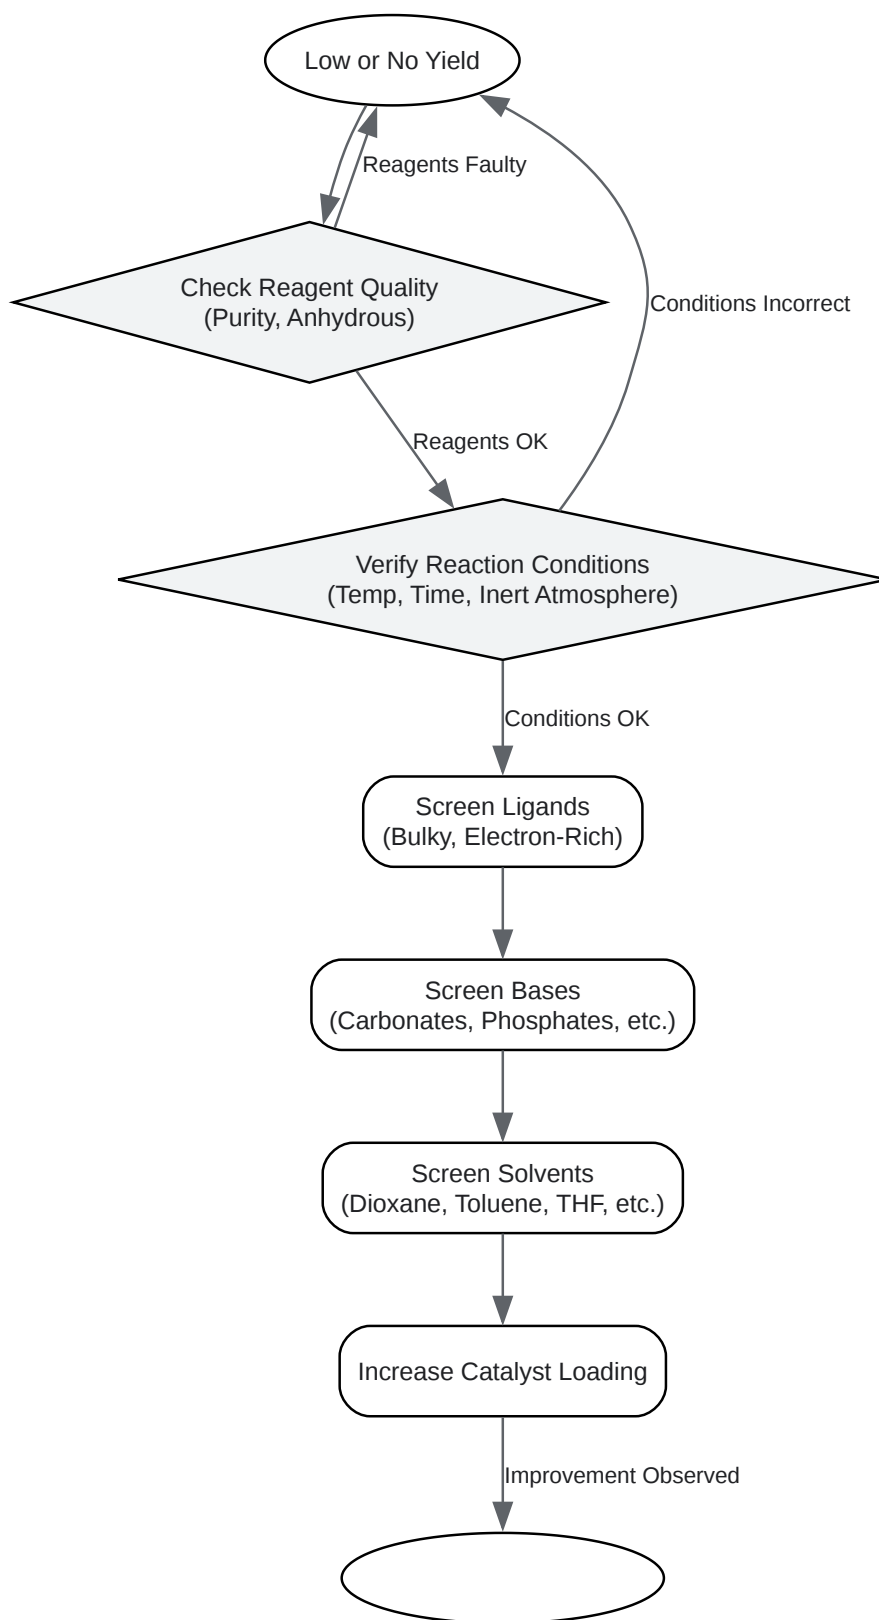 Low or No Yield
Reagents Faulty
Check Reagent Quality
(Purity, Anhydrous)
Conditions Incorrect
Reagents OK
Verify Reaction Conditions
(Temp, Time, Inert Atmosphere)
Conditions OK
Screen Ligands
(Bulky, Electron-Rich)
Screen Bases
(Carbonates, Phosphates, etc.)
Screen Solvents
(Dioxane, Toluene, THF, etc.)
Increase Catalyst Loading
Improvement Observed